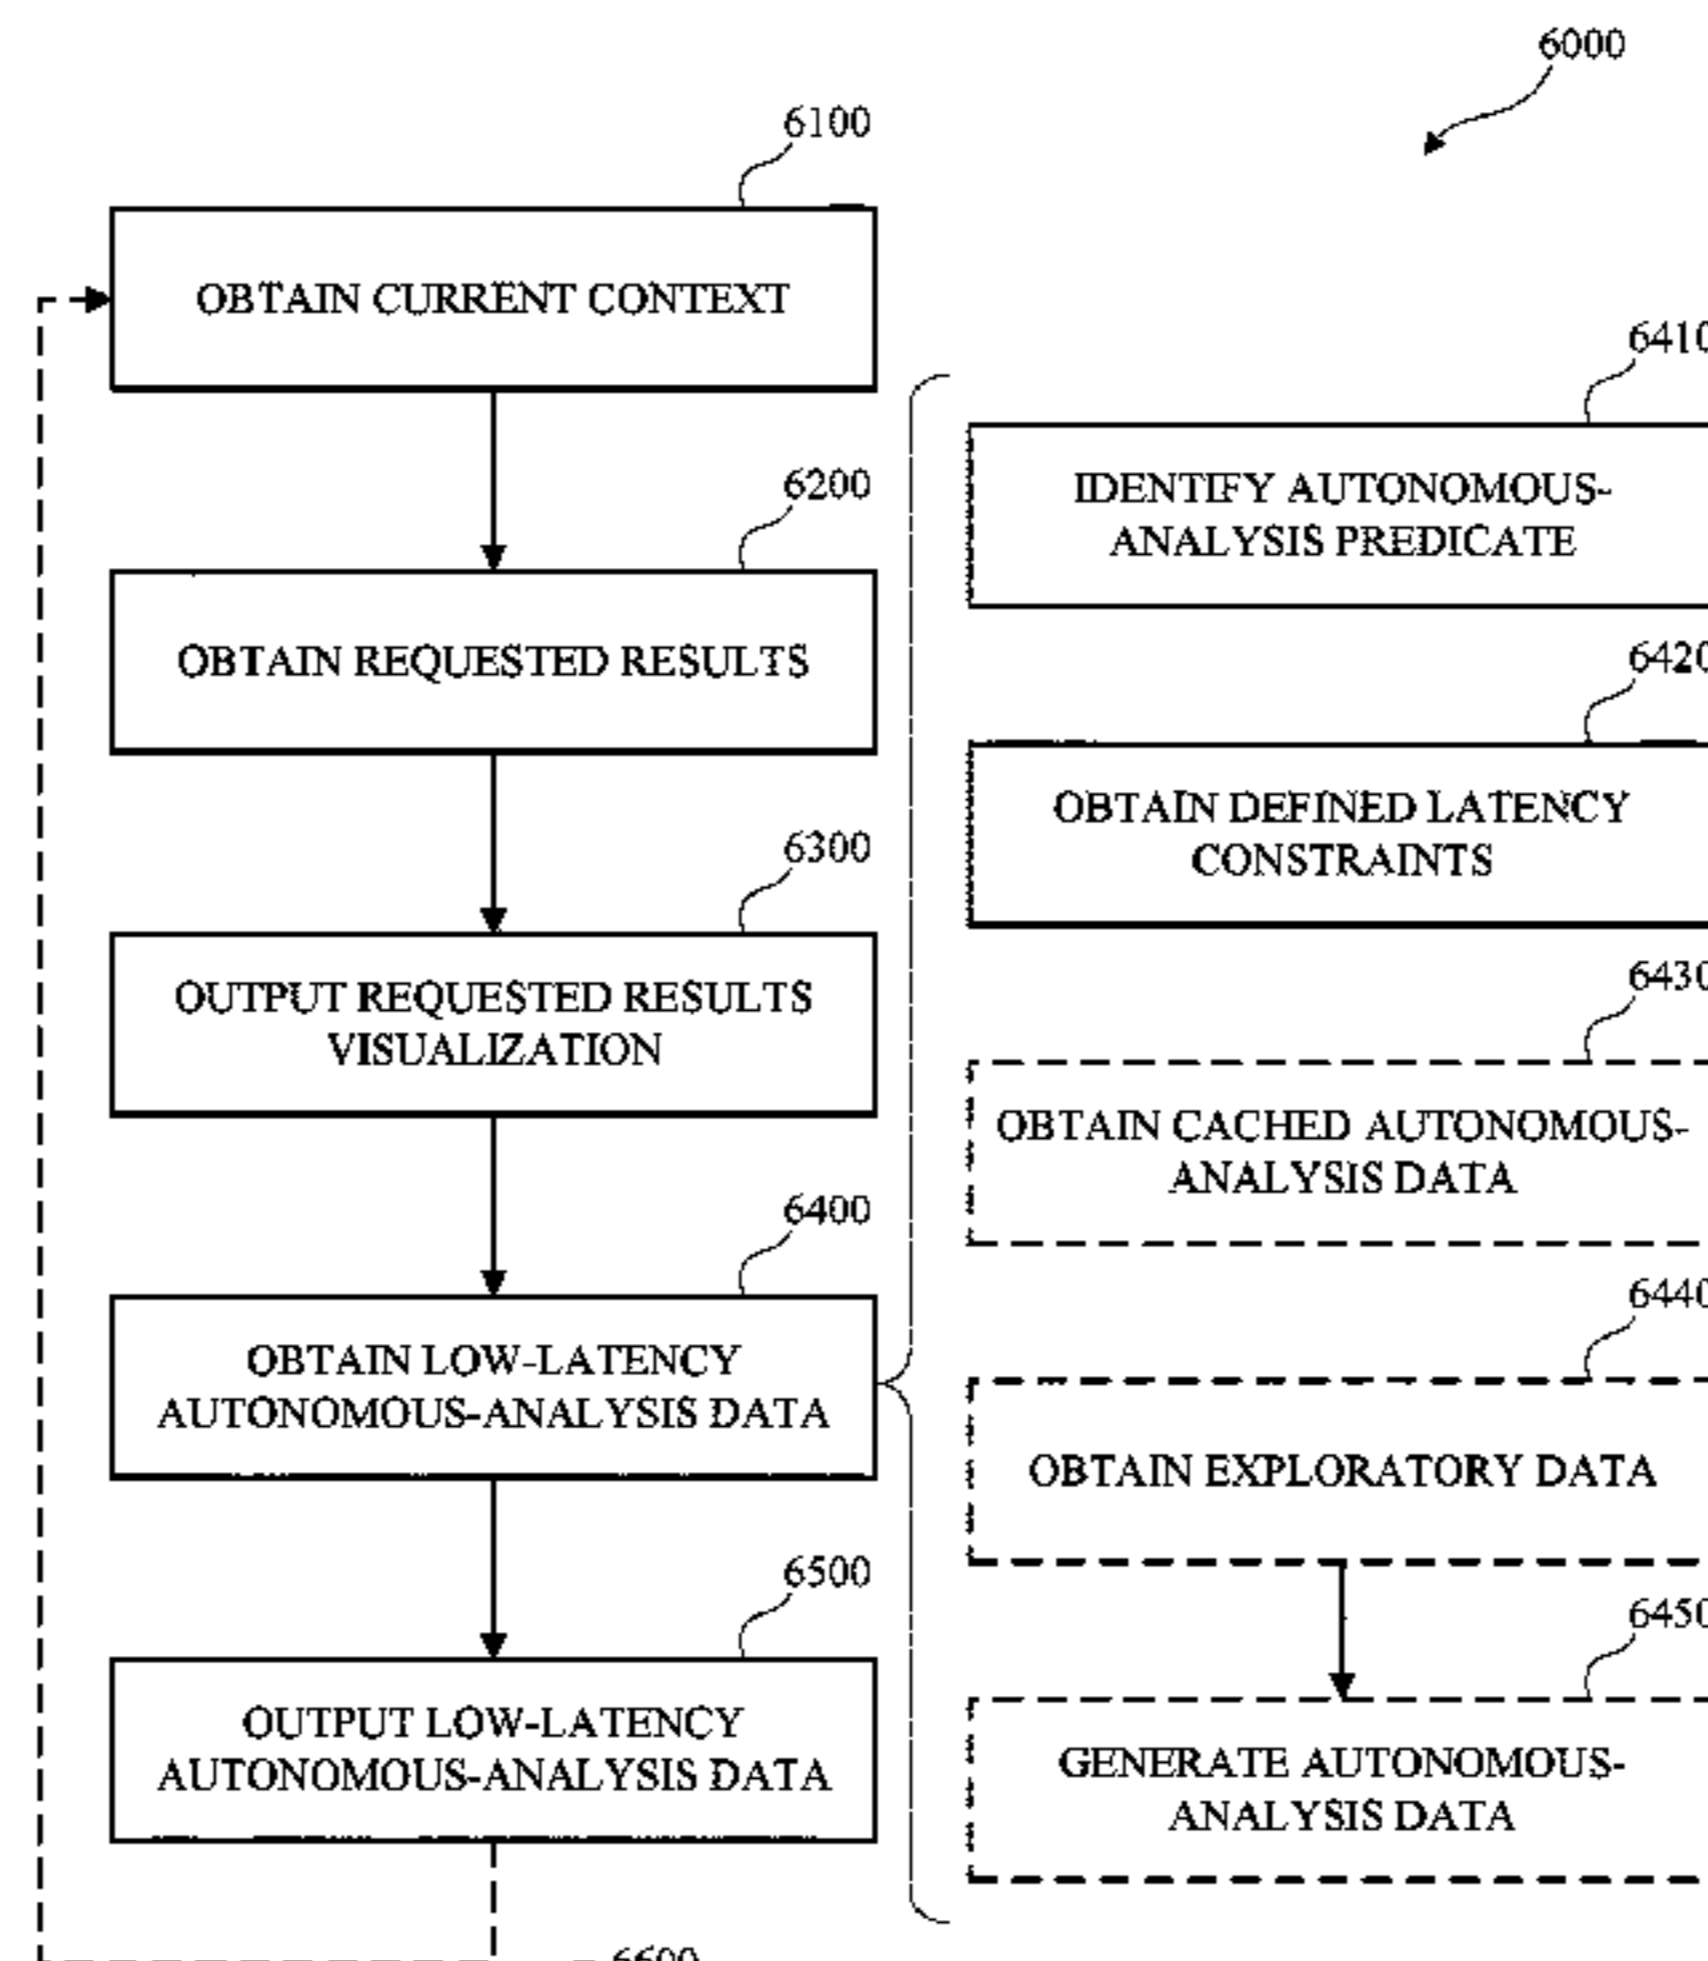 6000
6100
OBTAIN CURRENT CONTEXT
6200
OBTAIN REQUESTED RESULTS
6300
OUTPUT REQUESTED RESULTS
VISUALIZATION
6400
OBTAIN LOW-LATENCY
AUTONOMOUS-ANALYSIS DATA
6500
OUTPUT LOW-LATENCY
AUTONOMOUS-ANALYSIS DATA
6410
IDENTIFY AUTONOMOUS-
ANALYSIS PREDICATE
6420
OBTAIN DEFINED LATENCY
CONSTRAINTS
6430
OBTAIN CACHED AUTONOMOUS-
ANALYSIS DATA
6440
OBTAIN EXPLORATORY DATA
6450
GENERATE AUTONOMOUS-
ANALYSIS DATA